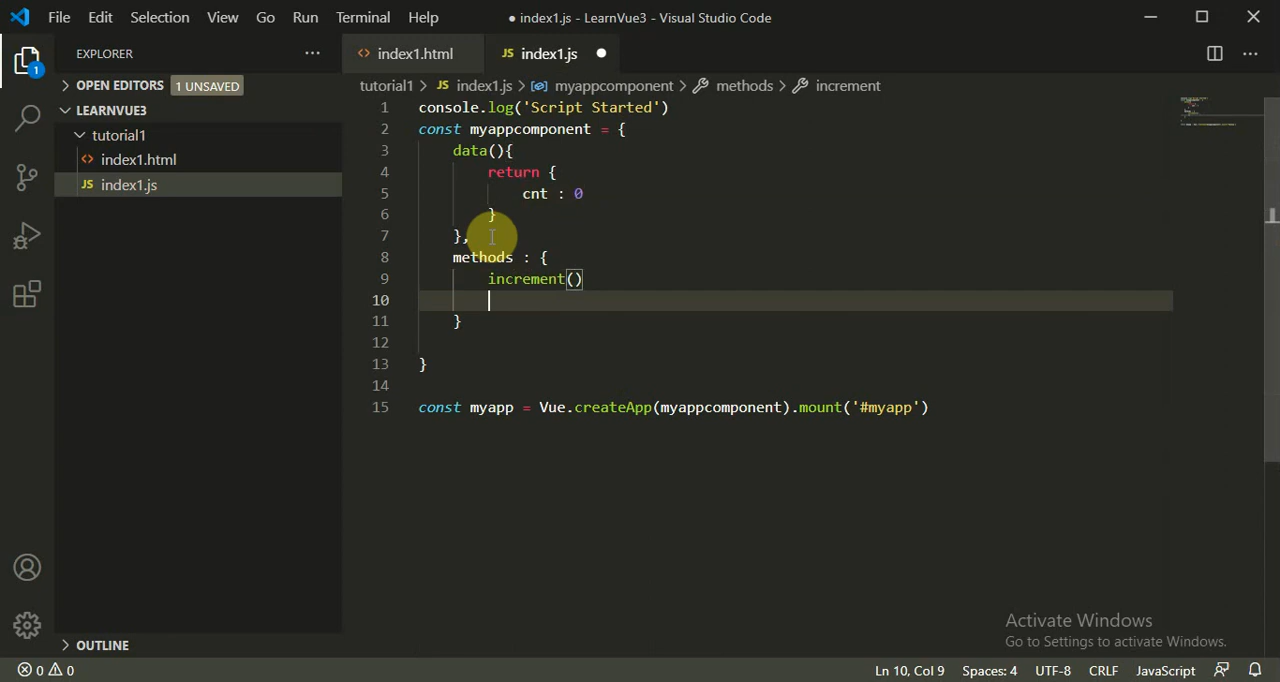 File Edit Selection View Go Run Terminal Help ● index1.js - LearnVue3 - Visual Studio Code
EXPLORER ···
1
> OPEN EDITORS 1 UNSAVED
LEARNVUE3
tutorial1
<> index1.html
JS index1.js
OUTLINE
<> index1.html JS index1.js ●
tutorial1 > JS index1.js > myappcomponent > methods > increment
1 console.log('Script Started')
2 const myappcomponent = {
3 data(){
4 return {
5 cnt : 0
6 }
7 },
8 methods : {
9 increment()
10
11 }
12
13 }
14
15 const myapp = Vue.createApp(myappcomponent).mount('#myapp')
Activate Windows
Go to Settings to activate Windows.
0 0 Ln 10, Col 9 Spaces: 4 UTF-8 CRLF JavaScript